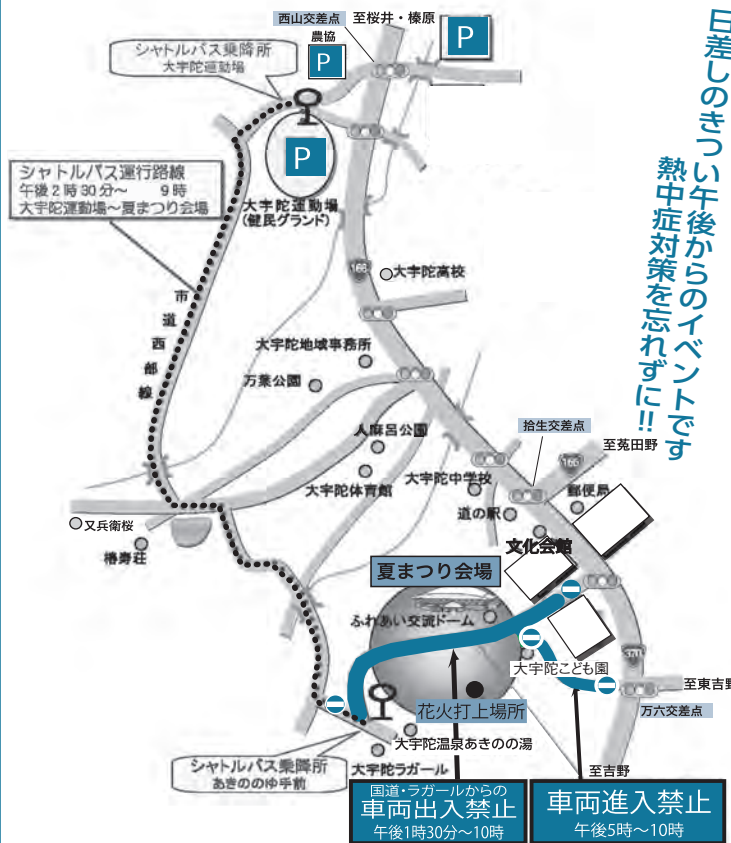 日差しのきつい午後からのイベントです
熱中症対策を忘れずに!!
西山交差点
至桜井・榛原
農協
P
P
P
シャトルバス乗降所
大宇陀運動場
シャトルバス運行路線
午後2時30分～ 9時
大宇陀運動場～夏まつり会場
大宇陀運動場
(健民グランド)
166
大宇陀高校
市道西部線
大宇陀地域事務所
万葉公園
人麻呂公園
大宇陀体育館
大宇陀中学校
拾生交差点
至菟田野
166
郵便局
道の駅
文化会館
又兵衛桜
椿寿荘
夏まつり会場
ふれあい交流ドーム
大宇陀こども園
370
至東吉野
万六交差点
花火打上場所
大宇陀温泉あきのの湯
大宇陀ラガール
シャトルバス乗降所
あきののゆ手前
至吉野
国道・ラガールからの
車両出入禁止
午後1時30分～10時
車両進入禁止
午後5時～10時